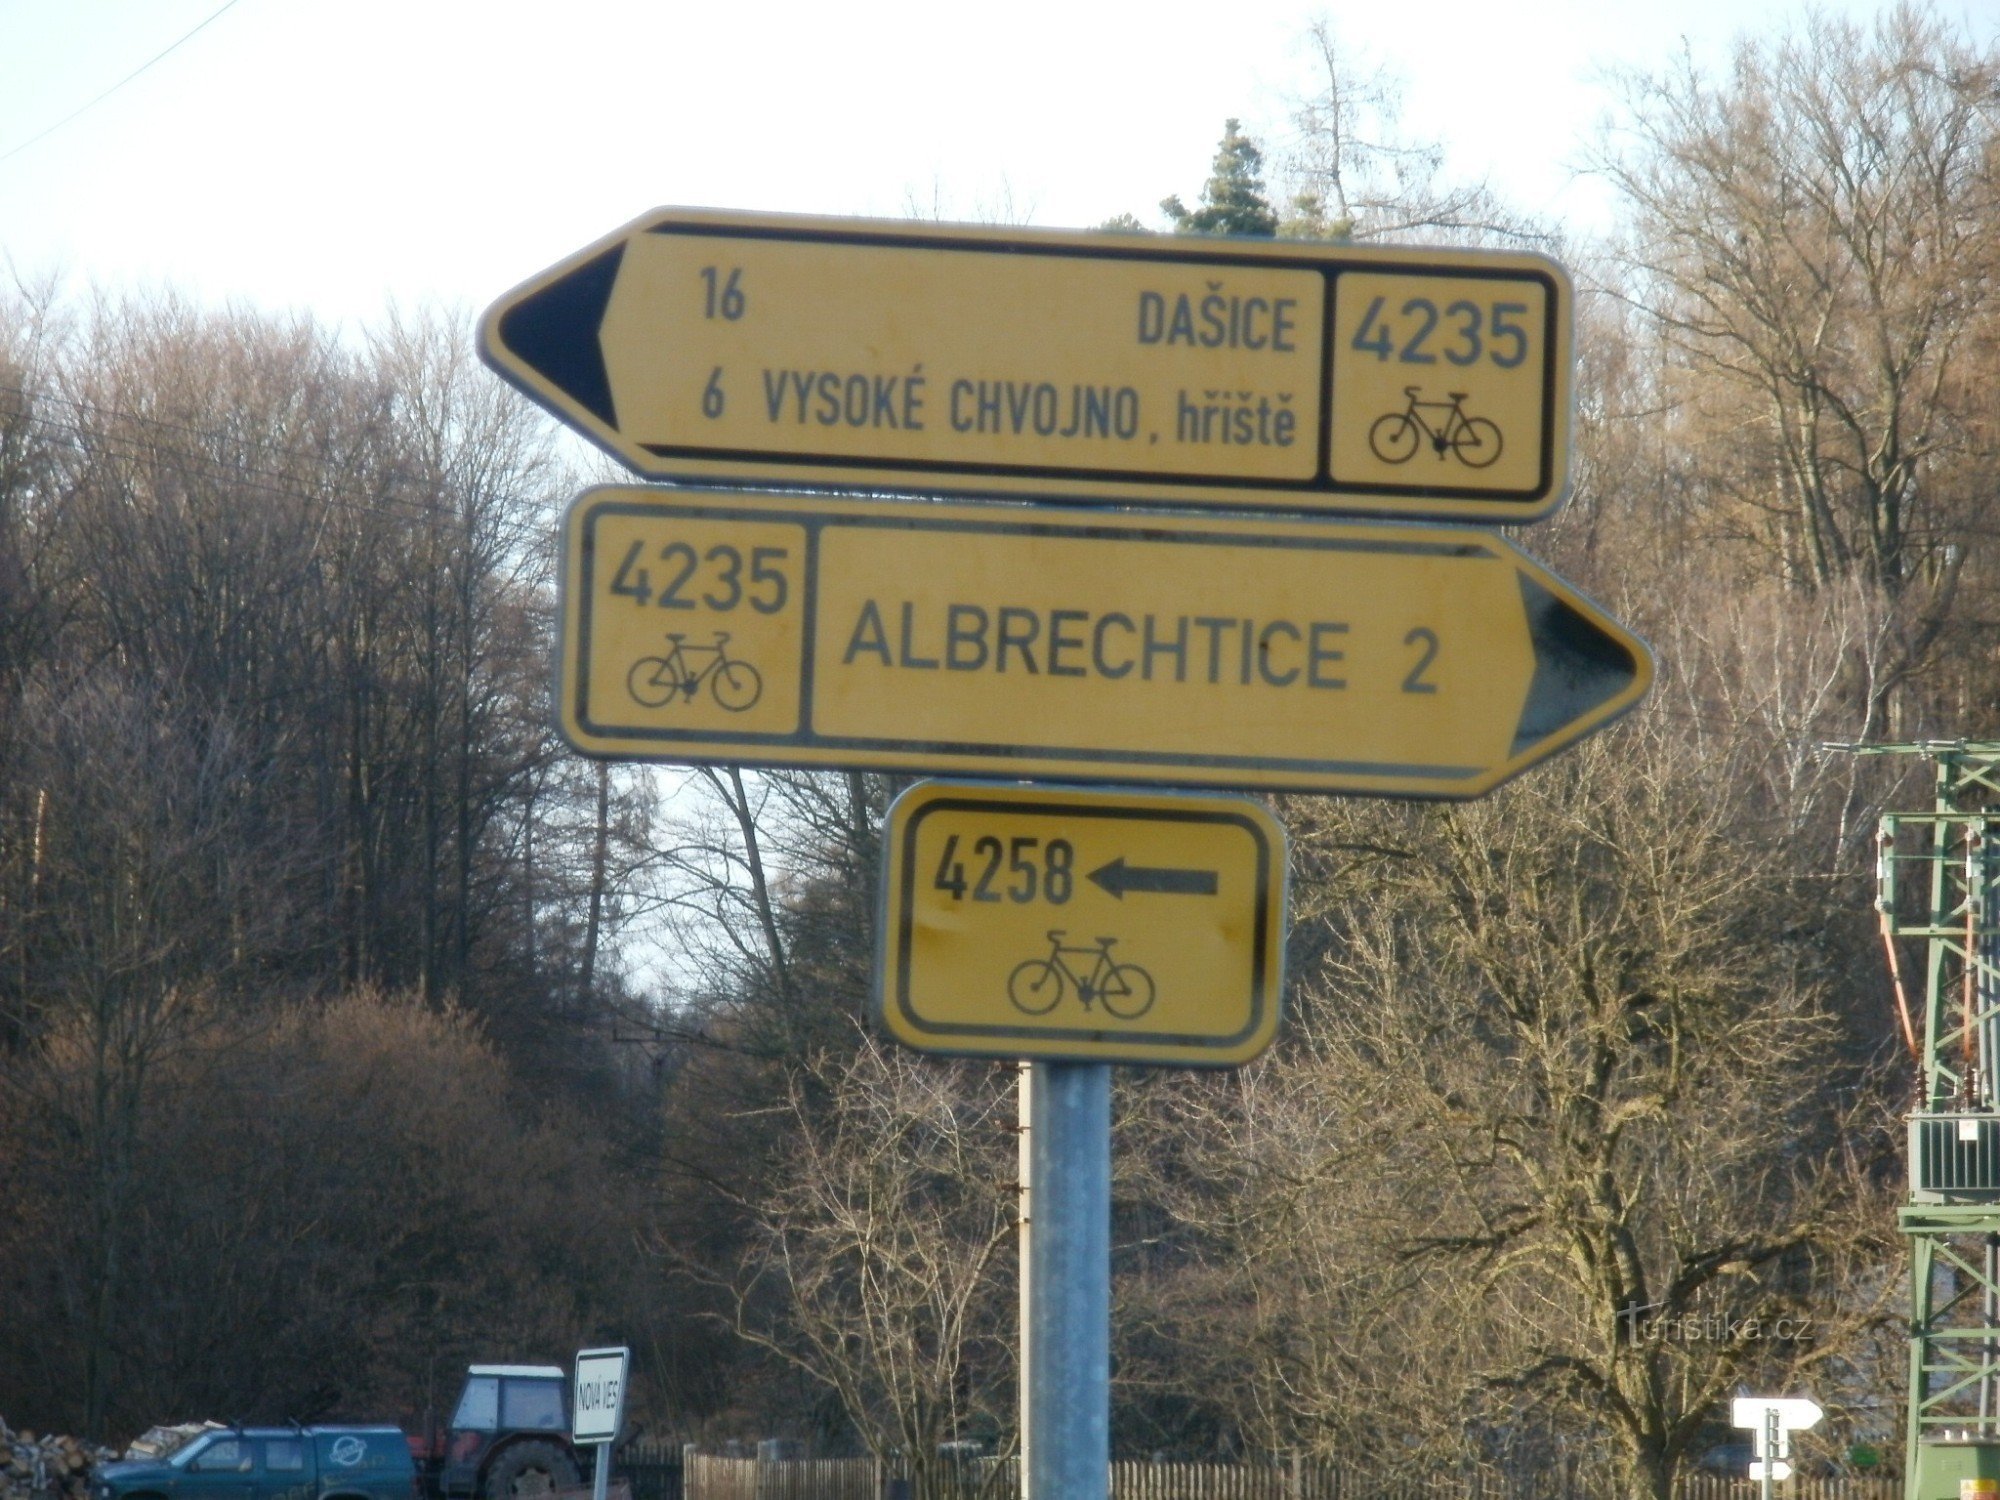 16 DAŠICE 4235
6 VYSOKÉ CHVOJNO, hřiště
4235 ALBRECHTICE 2
4258
NOVÁ VES
Turistika.cz